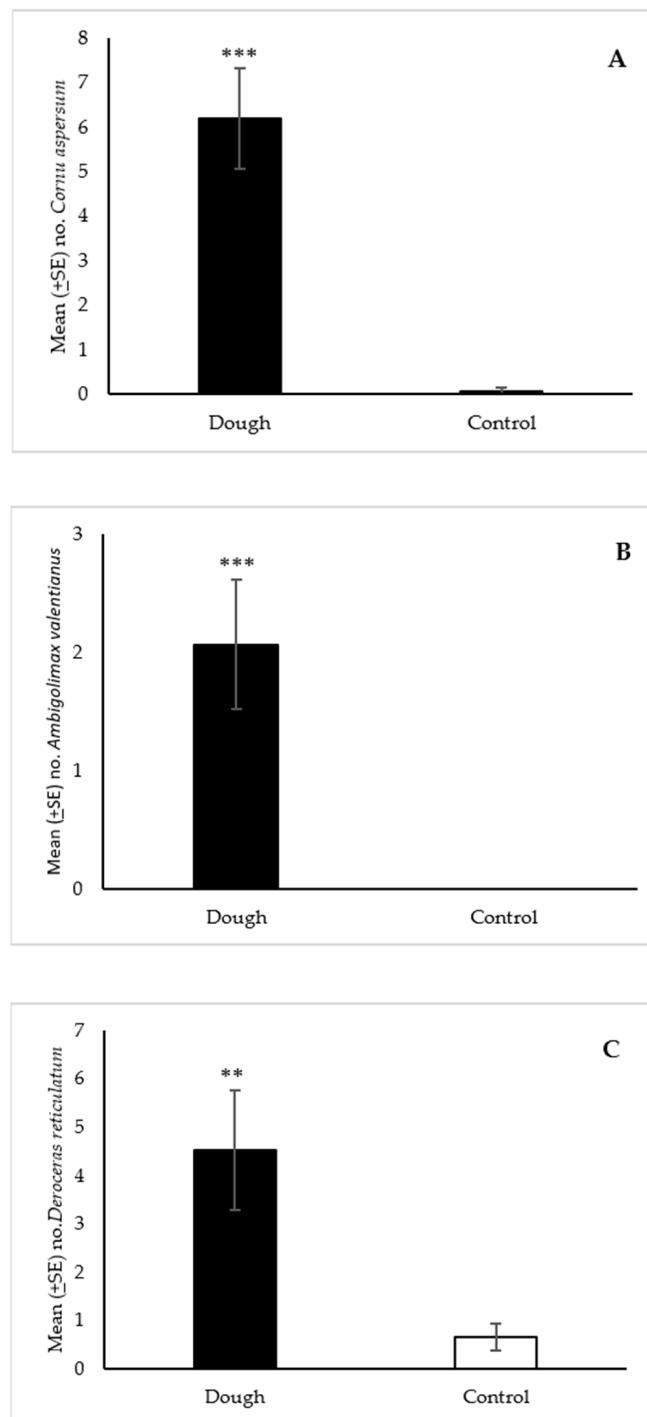 A
Mean (±SE) no. Cornu aspersum
8
7
6
5
4
3
2
1
0
***
Dough
Control
B
Mean (±SE) no. Ambigolimax valentianus
3
2
1
0
***
Dough
Control
C
Mean (±SE) no.Deroceras reticulatum
7
6
5
4
3
2
1
0
**
Dough
Control